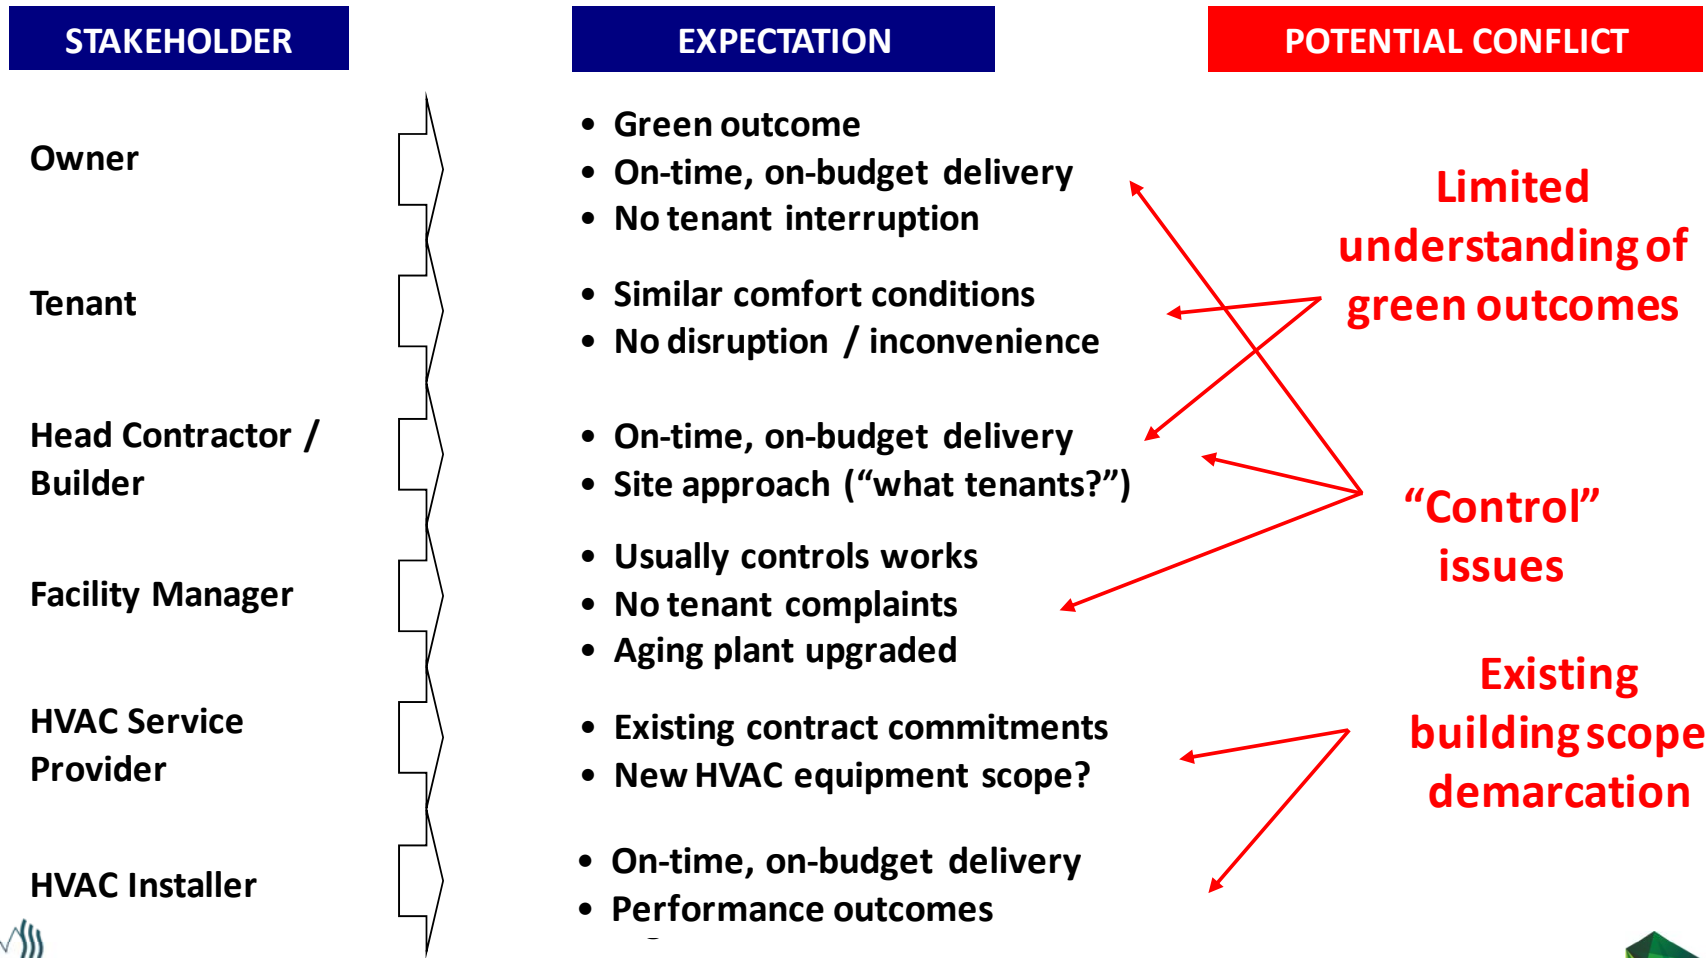 STAKEHOLDER
EXPECTATION
POTENTIAL CONFLICT
Owner
• Green outcome
• On-time, on-budget delivery
• No tenant interruption
Tenant
• Similar comfort conditions
• No disruption / inconvenience
Head Contractor /
Builder
• On-time, on-budget delivery
• Site approach (“what tenants?”)
Facility Manager
• Usually controls works
• No tenant complaints
• Aging plant upgraded
HVAC Service
Provider
• Existing contract commitments
• New HVAC equipment scope?
HVAC Installer
• On-time, on-budget delivery
• Performance outcomes
Limited
understanding of
green outcomes
“Control”
issues
Existing
building scope
demarcation